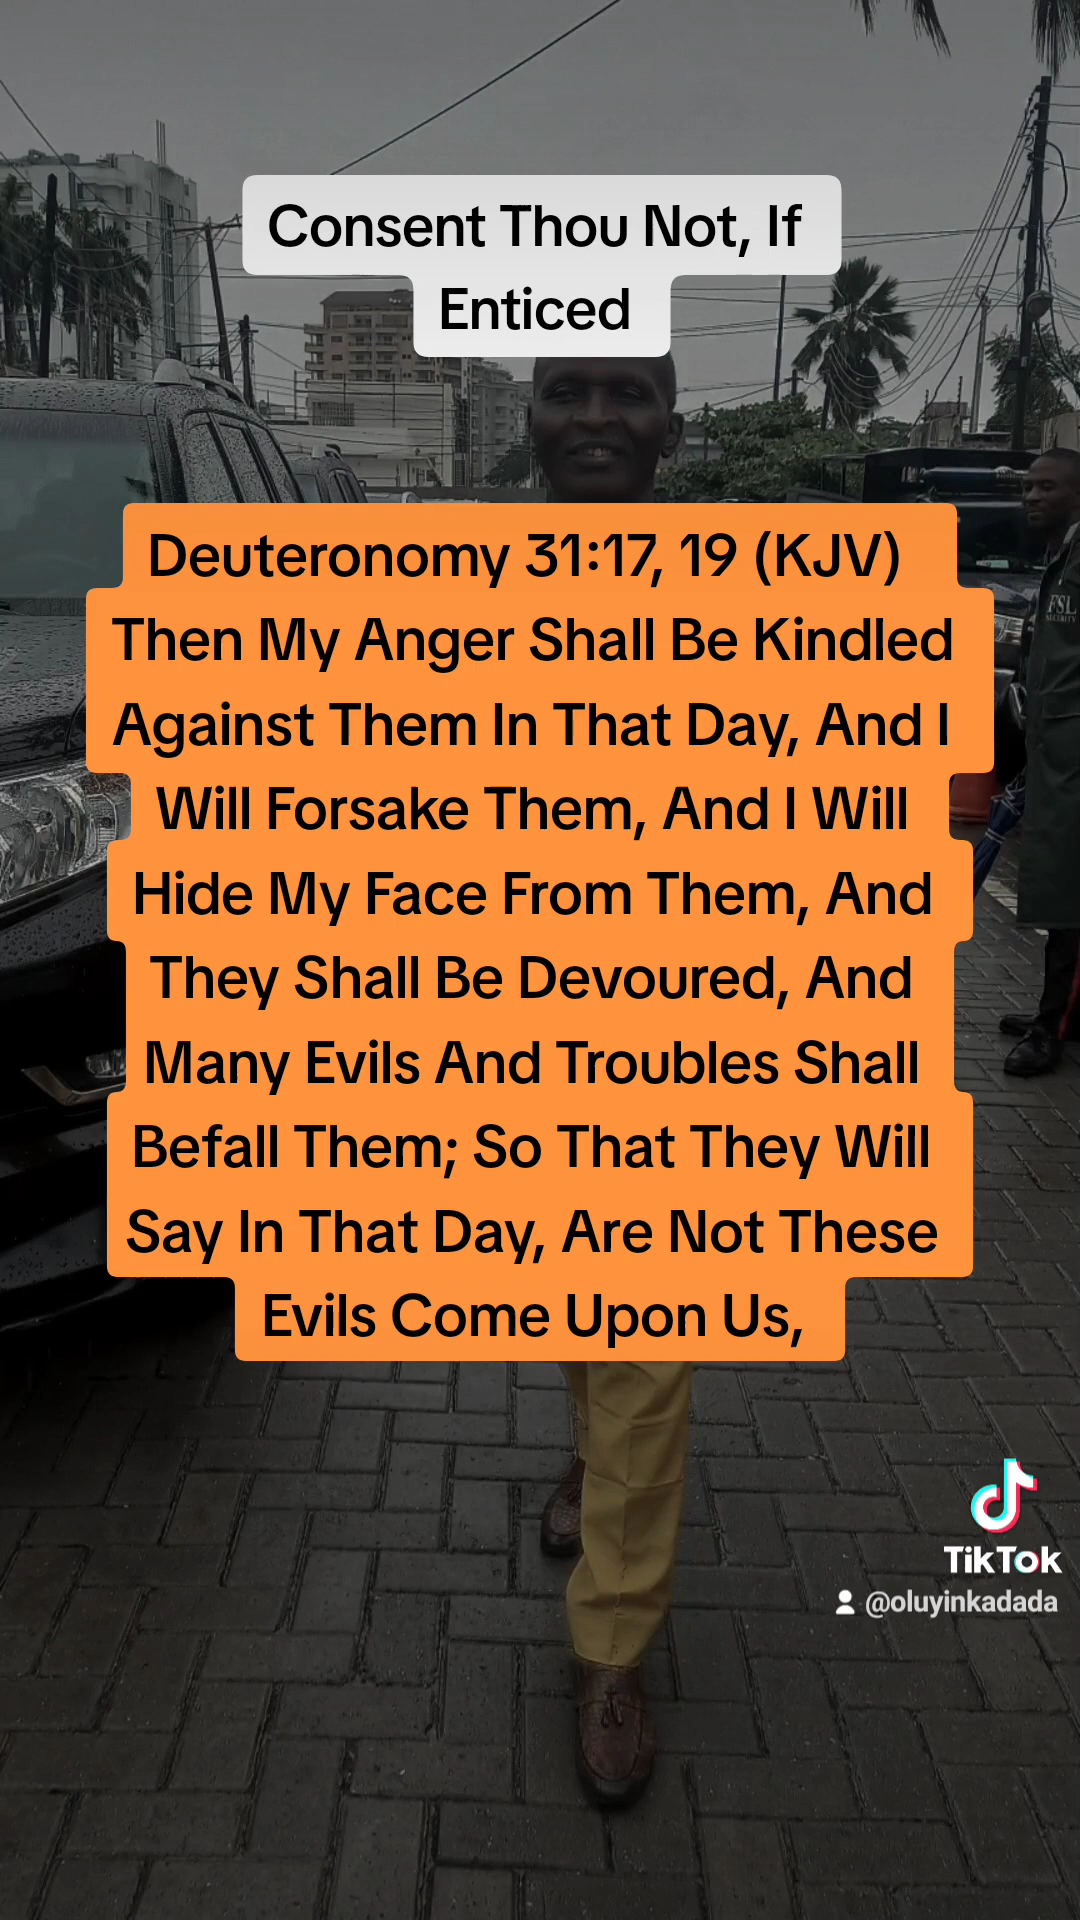 Consent Thou Not, If
Enticed
Deuteronomy 31:17, 19 (KJV)
Then My Anger Shall Be Kindled
Against Them In That Day, And I
Will Forsake Them, And I Will
Hide My Face From Them, And
They Shall Be Devoured, And
Many Evils And Troubles Shall
Befall Them; So That They Will
Say In That Day, Are Not These
Evils Come Upon Us,
FSL
SECURITY
TikTok
@oluyinkadada